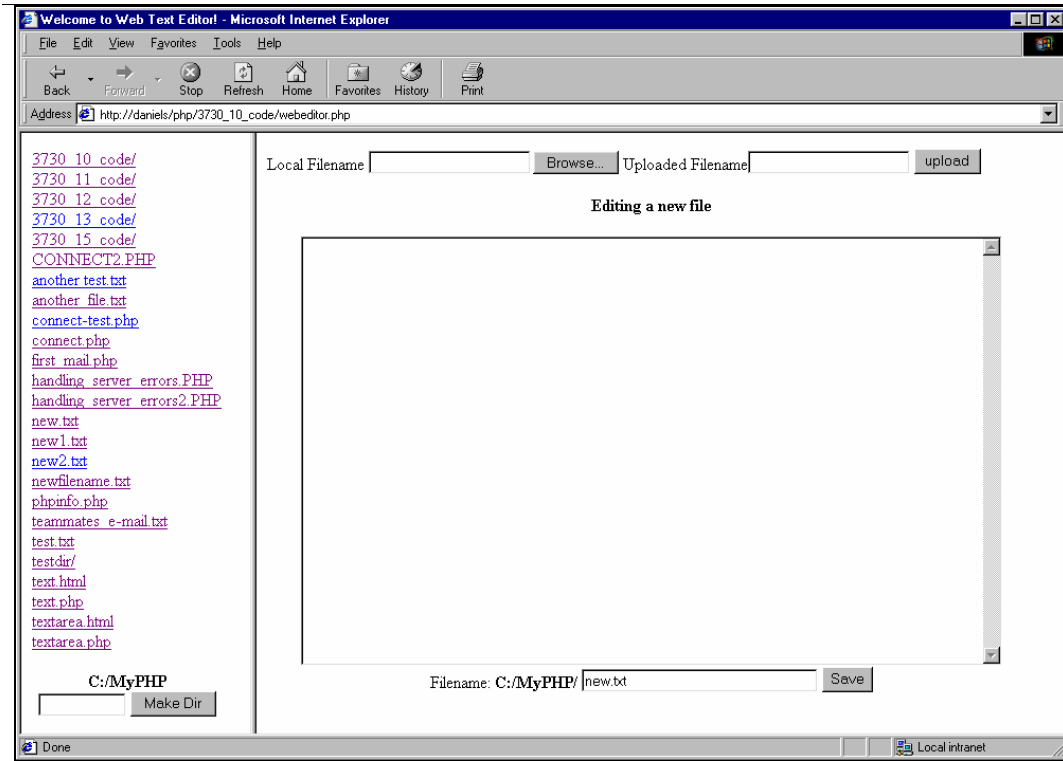 Welcome to Web Text Editor! - Microsoft Internet Explorer
File Edit View Favorites Tools Help
Back Forward Stop Refresh Home Favorites History Print
Address http://daniels/php/3730_10_code/webeditor.php
3730_10_code/
3730_11_code/
3730_12_code/
3730_13_code/
3730_15_code/
CONNECT2.PHP
another test.txt
another_file.txt
connect-test.php
connect.php
first_mail.php
handling_server_errors.PHP
handling_server_errors2.PHP
new.txt
new1.txt
new2.txt
newfilename.txt
phpinfo.php
teammates_e-mail.txt
test.txt
testdir/
text.html
text.php
textarea.html
textarea.php
C:/MyPHP
Make Dir
Local Filename Browse... Uploaded Filename upload
Editing a new file
Filename: C:/MyPHP/ new.txt Save
Done Local intranet